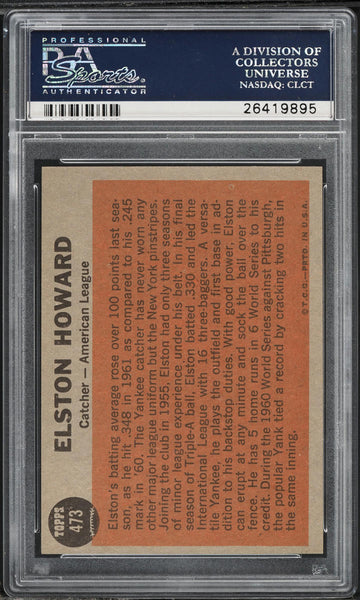 PROFESSIONAL
PSA
Sports
AUTHENTICATOR
A DIVISION OF
COLLECTORS
UNIVERSE
NASDAQ: CLCT
26419895
TOPPS
473
ELSTON HOWARD
Catcher — American League
Elston's batting average rose over 100 points last sea-
son, as he hit .348 in 1961 as compared to his .245
mark in '60. The Yankee catcher has never worn any
other major league uniform but the New York pinstripes.
Joining the club in 1955, Elston had only three seasons
of minor league experience under his belt. In his final
season of Triple-A ball, Elston batted .330 and led the
International League with 16 three-baggers. A versa-
tile Yankee, he plays the outfield and first base in ad-
dition to his backstop duties. With good power, Elston
can erupt at any minute and sock the ball over the
fence. He has 5 home runs in 6 World Series to his
credit. During the 1960 World Series against Pittsburgh,
the popular Yank tied a record by cracking two hits in
the same inning.
© T.C.G.—PRTD. IN U.S.A.